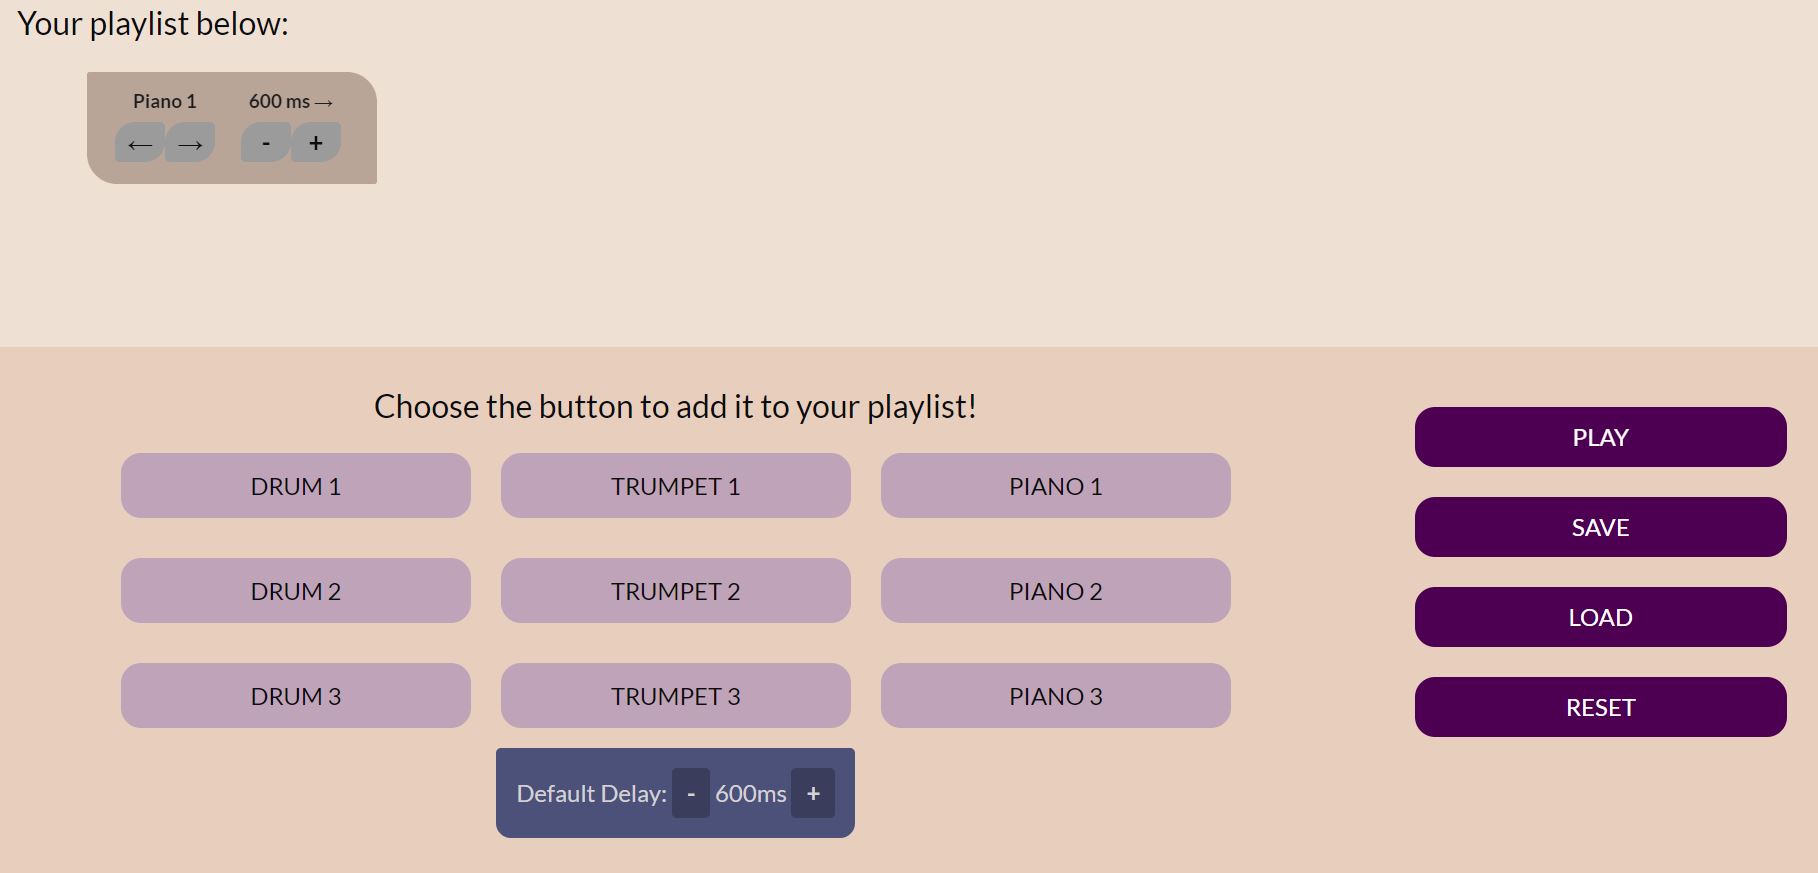 Your playlist below:
Piano 1 600 ms→
← → - +
Choose the button to add it to your playlist!
DRUM 1 TRUMPET 1 PIANO 1
PLAY
SAVE
DRUM 2 TRUMPET 2 PIANO 2
LOAD
DRUM 3 TRUMPET 3 PIANO 3
RESET
Default Delay: - 600ms +